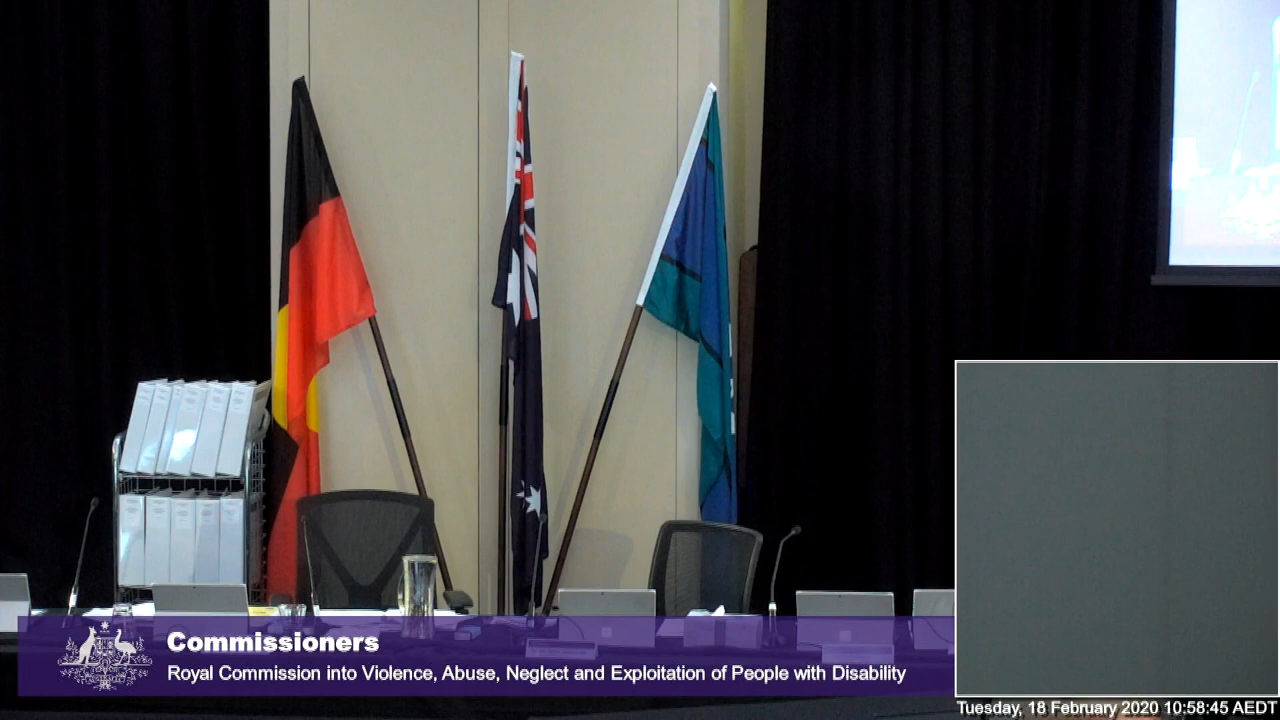 Commissioners
Royal Commission into Violence, Abuse, Neglect and Exploitation of People with Disability
Tuesday, 18 February 2020 10:58:45 AEDT